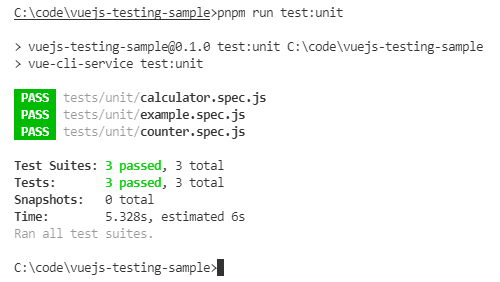 C:\code\vuejs-testing-sample>pnpm run test:unit
> vuejs-testing-sample@0.1.0 test:unit C:\code\vuejs-testing-sample
> vue-cli-service test:unit
PASS tests/unit/calculator.spec.js
PASS tests/unit/example.spec.js
PASS tests/unit/counter.spec.js
Test Suites: 3 passed, 3 total
Tests: 3 passed, 3 total
Snapshots: 0 total
Time: 5.328s, estimated 6s
Ran all test suites.
C:\code\vuejs-testing-sample>